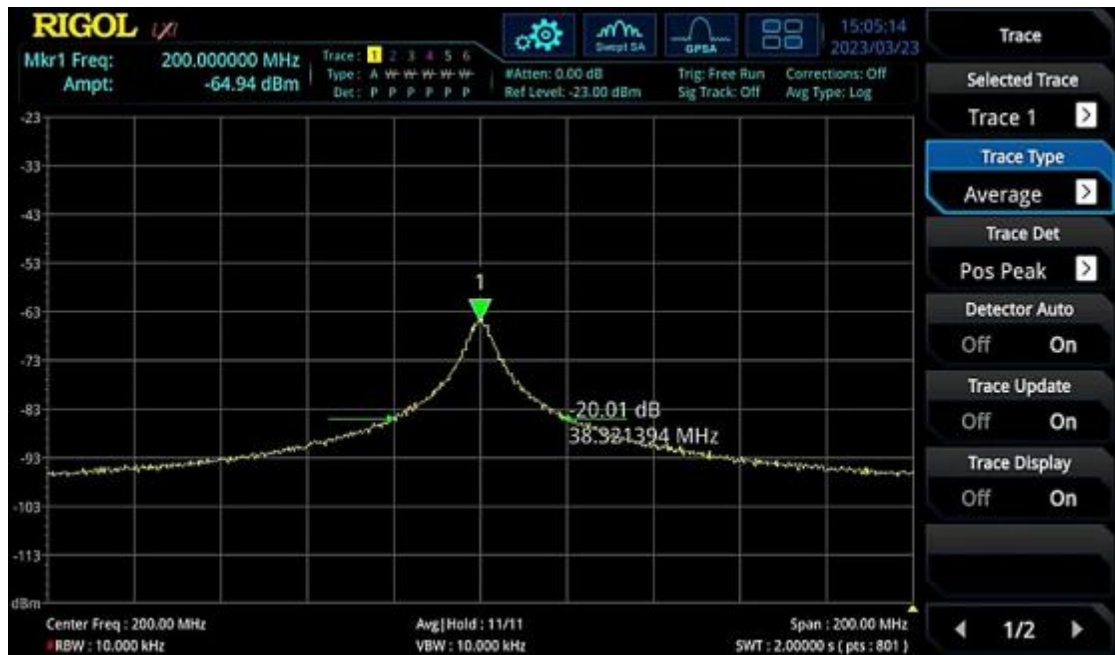 RIGOL LXI
15:05:14
2023/03/23
Swept SA
GPSA
Mkr1 Freq: 200.000000 MHz
Ampt: -64.94 dBm
Trace: 1 2 3 4 5 6
Type: A W W W W W
Det: P P P P P P
#Atten: 0.00 dB
Ref Level: -23.00 dBm
Trig: Free Run
Sig Track: Off
Corrections: Off
Avg Type: Log
-23
-33
-43
-53
-63
-73
-83
-93
-103
-113
dBm
1
-20.01 dB
38.321394 MHz
Center Freq : 200.00 MHz
#RBW : 10.000 kHz
Avg|Hold : 11/11
VBW : 10.000 kHz
Span : 200.00 MHz
SWT : 2.00000 s ( pts : 801 )
Trace
Selected Trace
Trace 1
Trace Type
Average
Trace Det
Pos Peak
Detector Auto
Off On
Trace Update
Off On
Trace Display
Off On
1/2